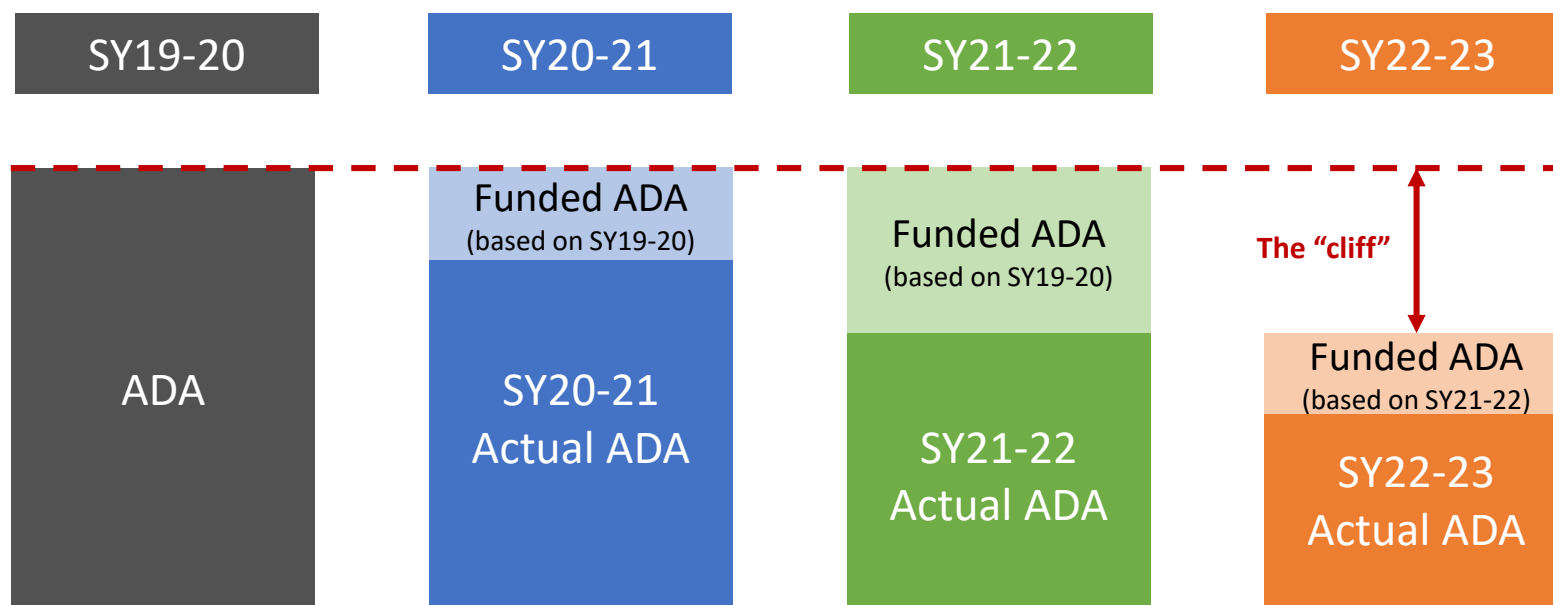 SY19-20
SY20-21
SY21-22
SY22-23
ADA
Funded ADA
(based on SY19-20)
SY20-21
Actual ADA
Funded ADA
(based on SY19-20)
SY21-22
Actual ADA
The “cliff”
Funded ADA
(based on SY21-22)
SY22-23
Actual ADA